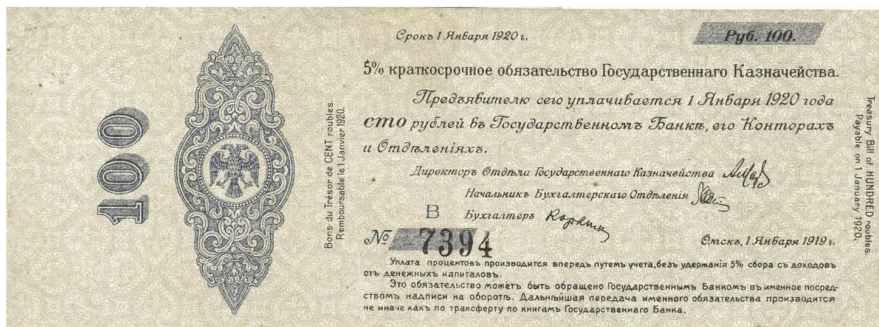 100
Bons du Trésor de CENT roubles.
Remboursable le 1 Janvier 1920.
Срокъ 1 Января 1920 г.
Руб. 100.
5% краткосрочное обязательство Государственнаго Казначейства.
Предъявителю сего уплачивается 1 Января 1920 года
сто рублей въ Государственномъ Банкѣ, его Конторахъ
и Отдѣленіяхъ.
Директоръ Отдѣла Государственнаго Казначейства
Начальникъ Бухгалтерскаго Отдѣленія
В Бухгалтеръ
№ 7394
Омскъ, 1 Января 1919 г.
Уплата процентовъ производится впередъ путемъ учета, безъ удержанія 5% сбора съ доходовъ
отъ денежныхъ капиталовъ.
Это обязательство можетъ быть обращено Государственнымъ Банкомъ въ именное посред-
ствомъ надписи на оборотѣ. Дальнѣйшая передача именного обязательства производится
не иначе какъ по трансферту по книгамъ Государственнаго Банка.
Treasury Bill of HUNDRED roubles.
Payable on 1 January 1920.